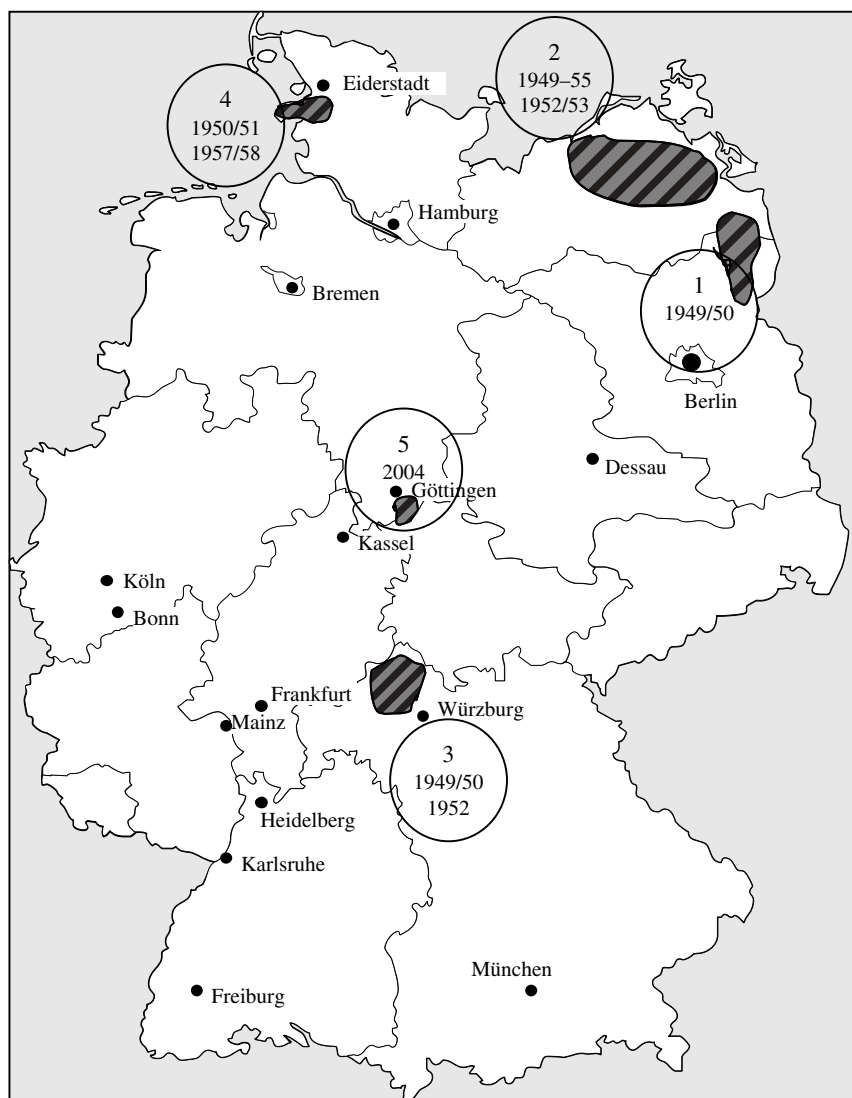 2
1949–55
1952/53
4
1950/51
1957/58
Eiderstadt
Hamburg
Bremen
1
1949/50
Berlin
5
2004
Göttingen
Dessau
Kassel
Köln
Bonn
Frankfurt
Mainz
Würzburg
3
1949/50
1952
Heidelberg
Karlsruhe
München
Freiburg